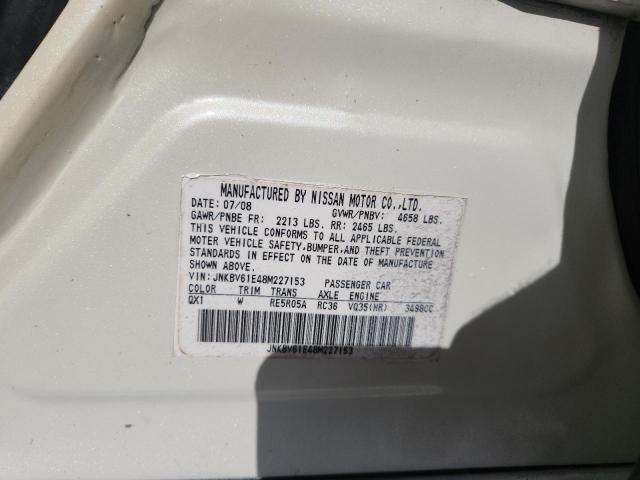 MANUFACTURED BY NISSAN MOTOR CO.,LTD.
DATE: 07/08 GVWR/PNBV: 4658 LBS.
GAWR/PNBE FR: 2213 LBS. RR: 2465 LBS.
THIS VEHICLE CONFORMS TO ALL APPLICABLE FEDERAL
MOTER VEHICLE SAFETY,BUMPER,AND THEFT PREVENTION
STANDARDS IN EFFECT ON THE DATE OF MANUFACTURE
SHOWN ABOVE.
VIN: JNKBV61E48M227153 PASSENGER CAR
COLOR TRIM TRANS AXLE ENGINE
QX1 W RE5R05A RC36 VQ35(HR) 3498CC
JNKBV61E48M227153